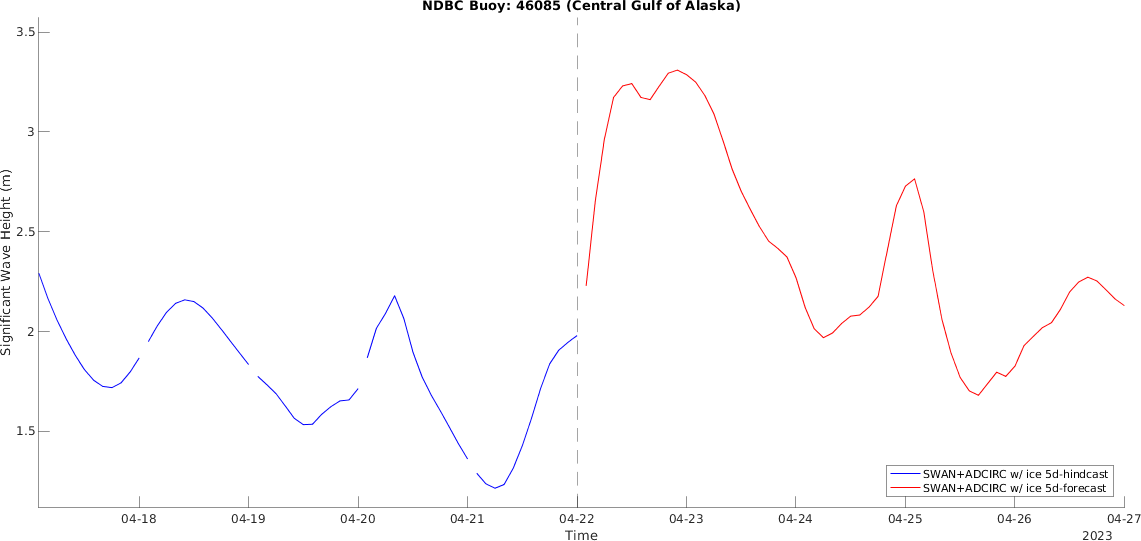 NDBC Buoy: 46085 (Central Gulf of Alaska)
3.5
3
2.5
2
1.5
Significant Wave Height (m)
SWAN+ADCIRC w/ ice 5d-hindcast
SWAN+ADCIRC w/ ice 5d-forecast
04-18 04-19 04-20 04-21 04-22 04-23 04-24 04-25 04-26 04-27
Time
2023